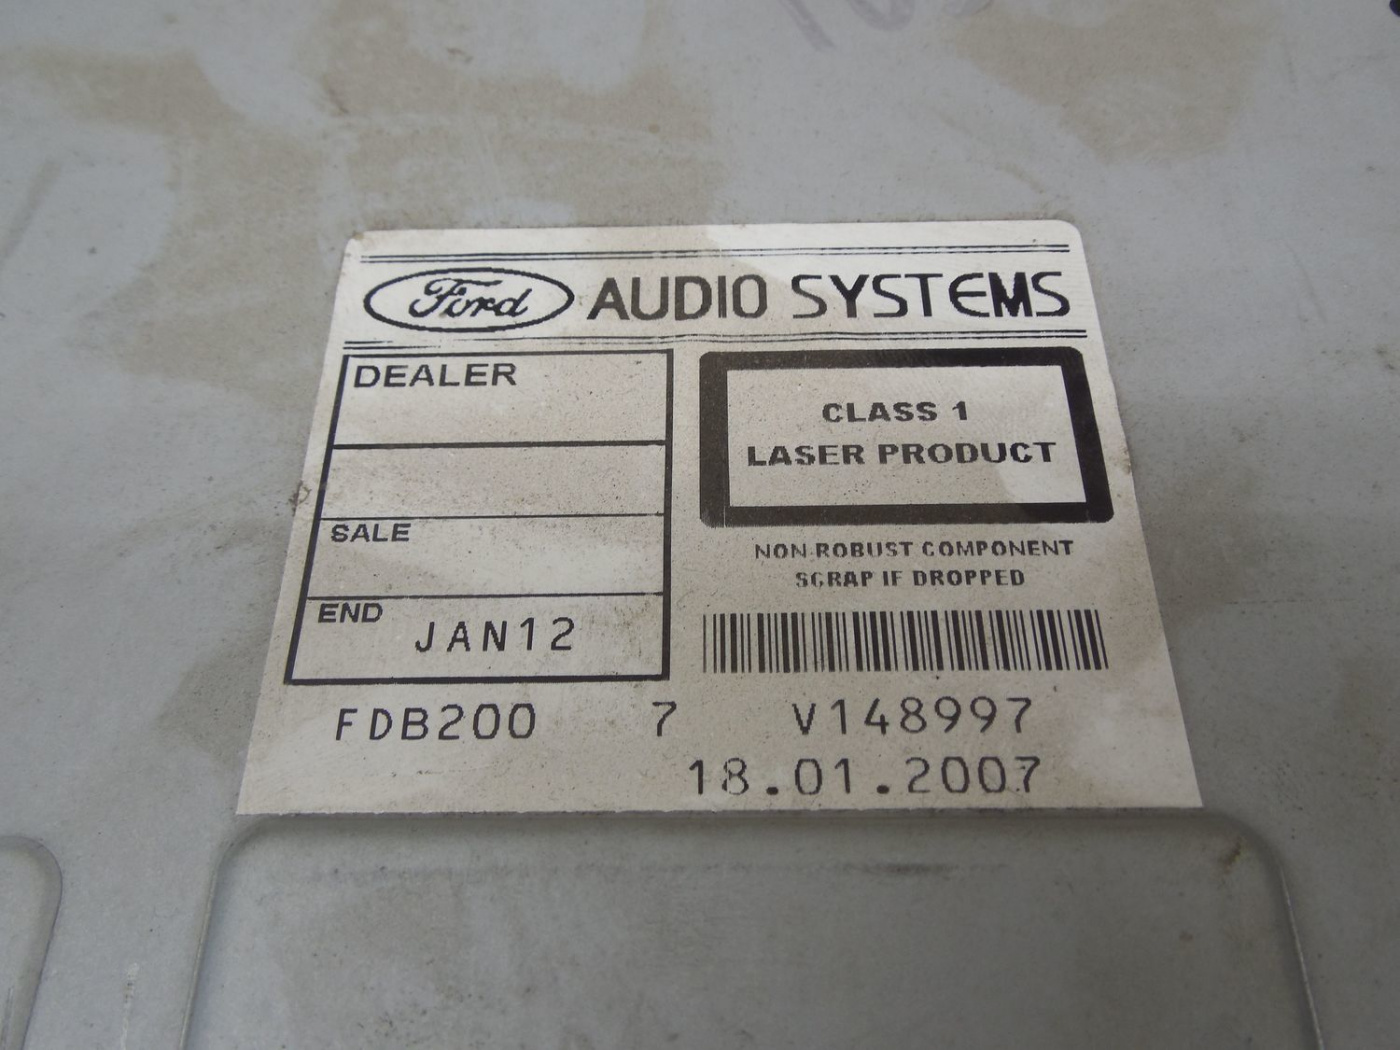 Ford AUDIO SYSTEMS
DEALER
SALE
END JAN12
CLASS 1
LASER PRODUCT
NON-ROBUST COMPONENT
SCRAP IF DROPPED
FDB200 7 V148997
18.01.2007